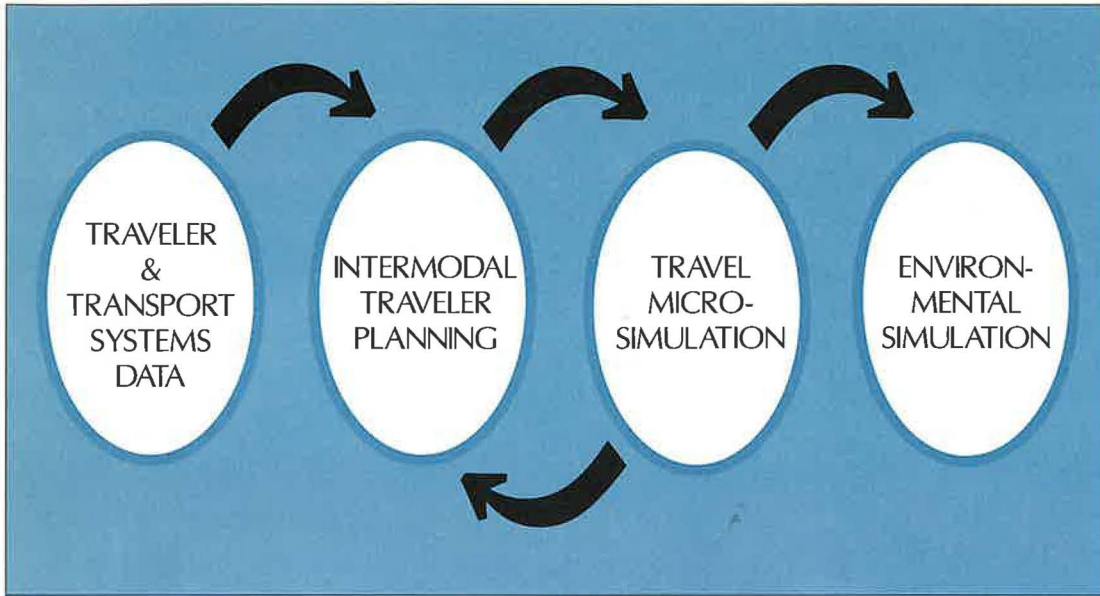 TRAVELER
&
TRANSPORT
SYSTEMS
DATA
INTERMODAL
TRAVELER
PLANNING
TRAVEL
MICRO-
SIMULATION
ENVIRON-
MENTAL
SIMULATION